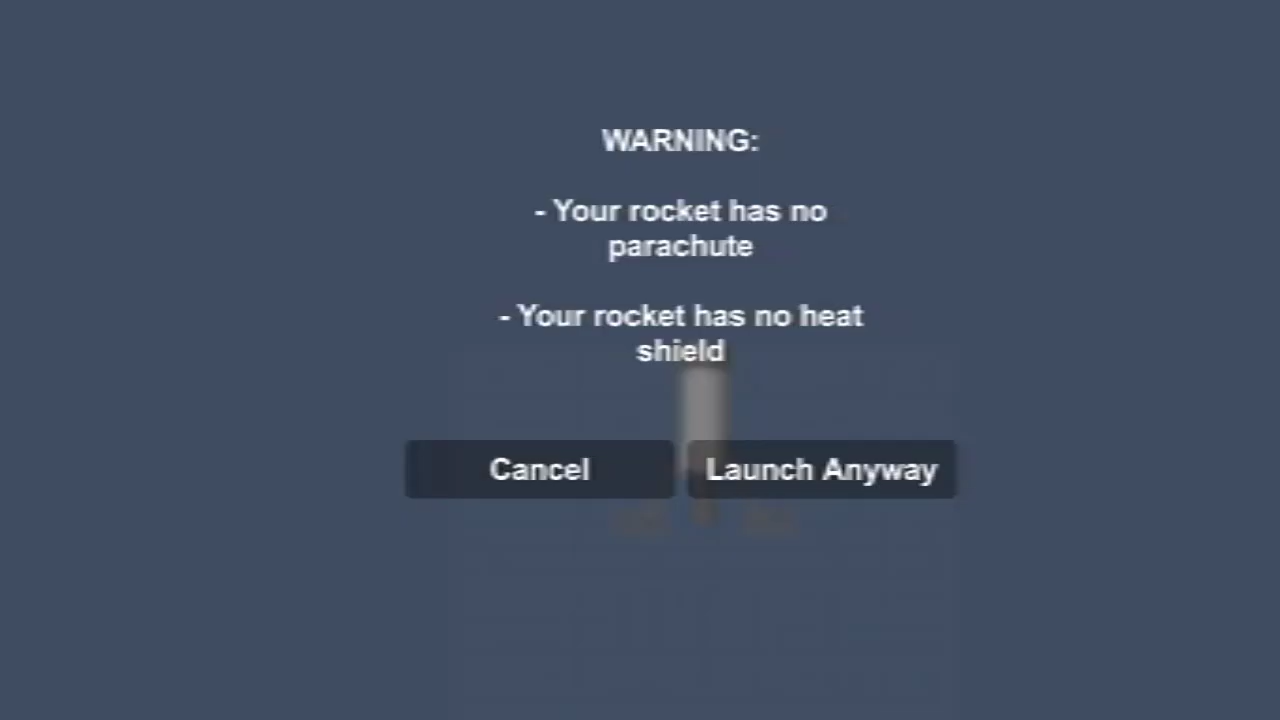 WARNING:
- Your rocket has no
parachute
- Your rocket has no heat
shield
Cancel
Launch Anyway